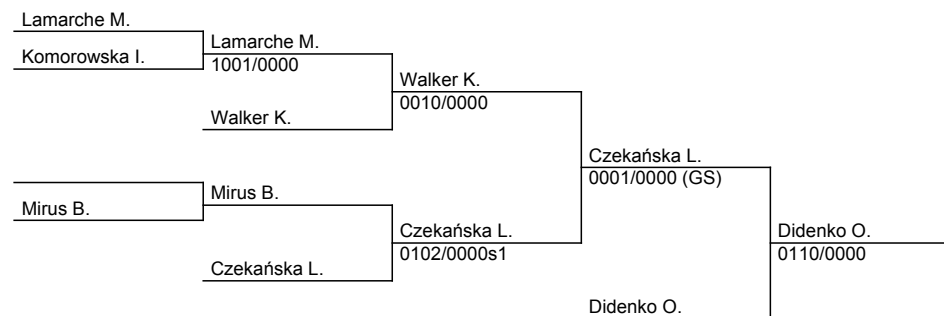 Lamarche M.
Komorowska I.
Lamarche M.
1001/0000
Walker K.
Walker K.
0010/0000
Mirus B.
Mirus B.
Czekańska L.
Czekańska L.
0102/0000s1
Czekańska L.
0001/0000 (GS)
Didenko O.
Didenko O.
0110/0000